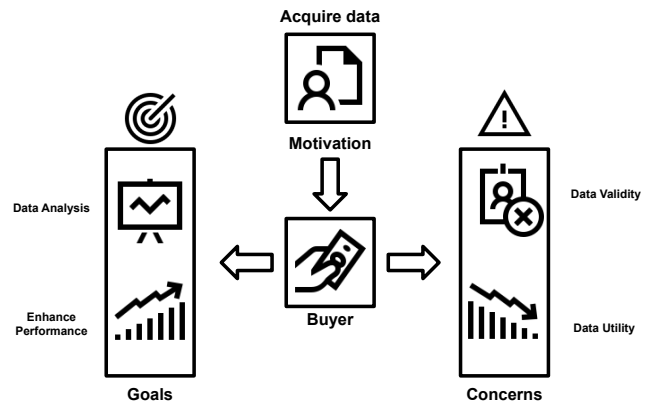 Acquire data
Motivation
Data Analysis
Data Validity
Enhance
Performance
Buyer
Data Utility
Goals
Concerns